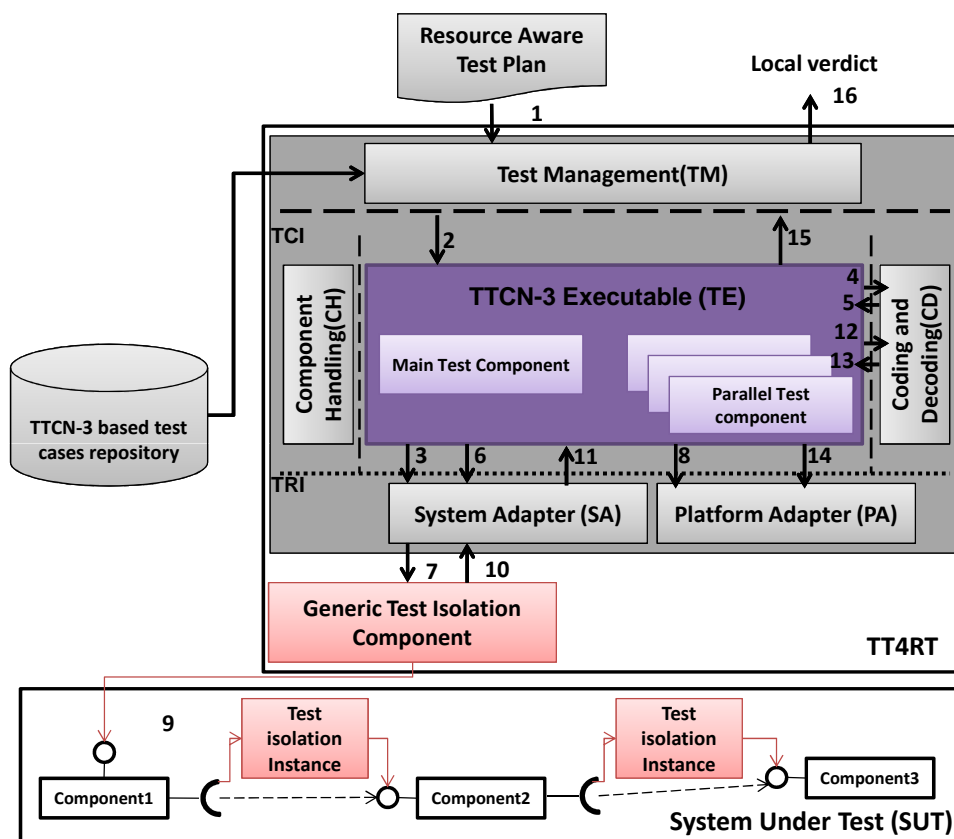 Resource Aware
Test Plan
Local verdict
1
16
Test Management(TM)
TCI
2
15
Component
Handling(CH)
TTCN-3 Executable (TE)
4
5
12
13
Coding and
Decoding(CD)
Main Test Component
Parallel Test
component
TTCN-3 based test
cases repository
3
6
11
8
14
TRI
System Adapter (SA)
Platform Adapter (PA)
7
10
Generic Test Isolation
Component
TT4RT
9
Test
isolation
Instance
Test
isolation
Instance
Component1
Component2
Component3
System Under Test (SUT)